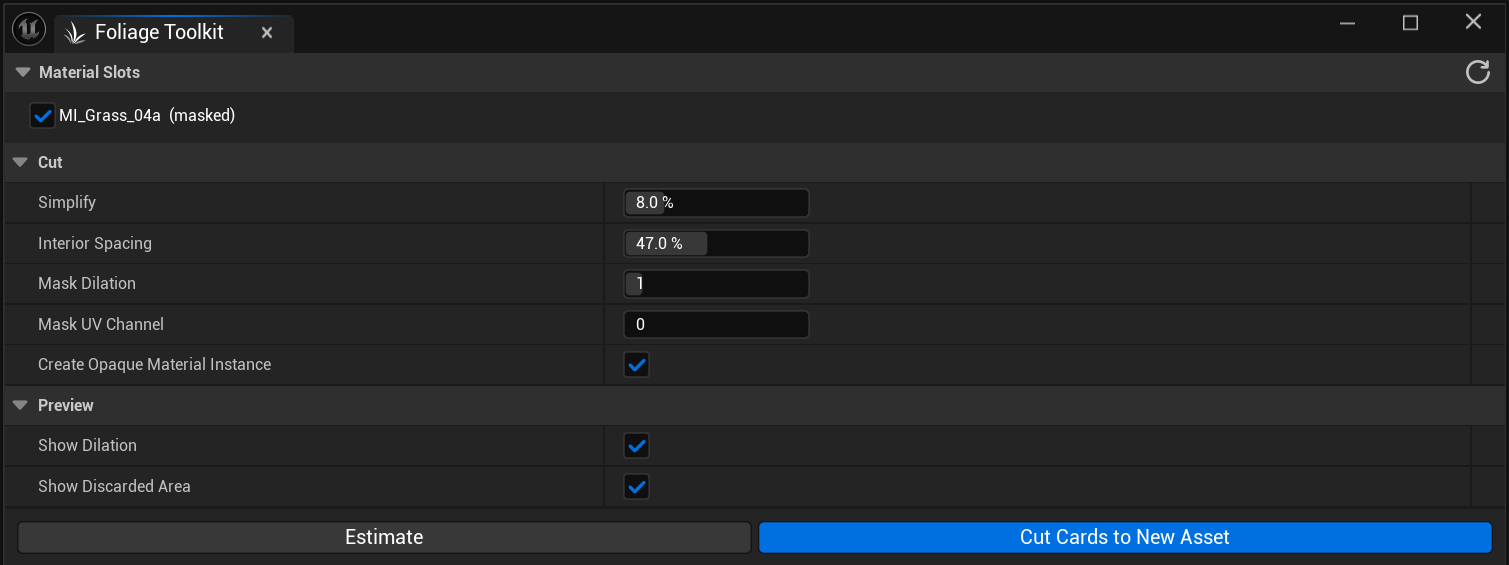 Foliage Toolkit
Material Slots
MI_Grass_04a (masked)
Cut
Simplify 8.0 %
Interior Spacing 47.0 %
Mask Dilation 1
Mask UV Channel 0
Create Opaque Material Instance
Preview
Show Dilation
Show Discarded Area
Estimate Cut Cards to New Asset